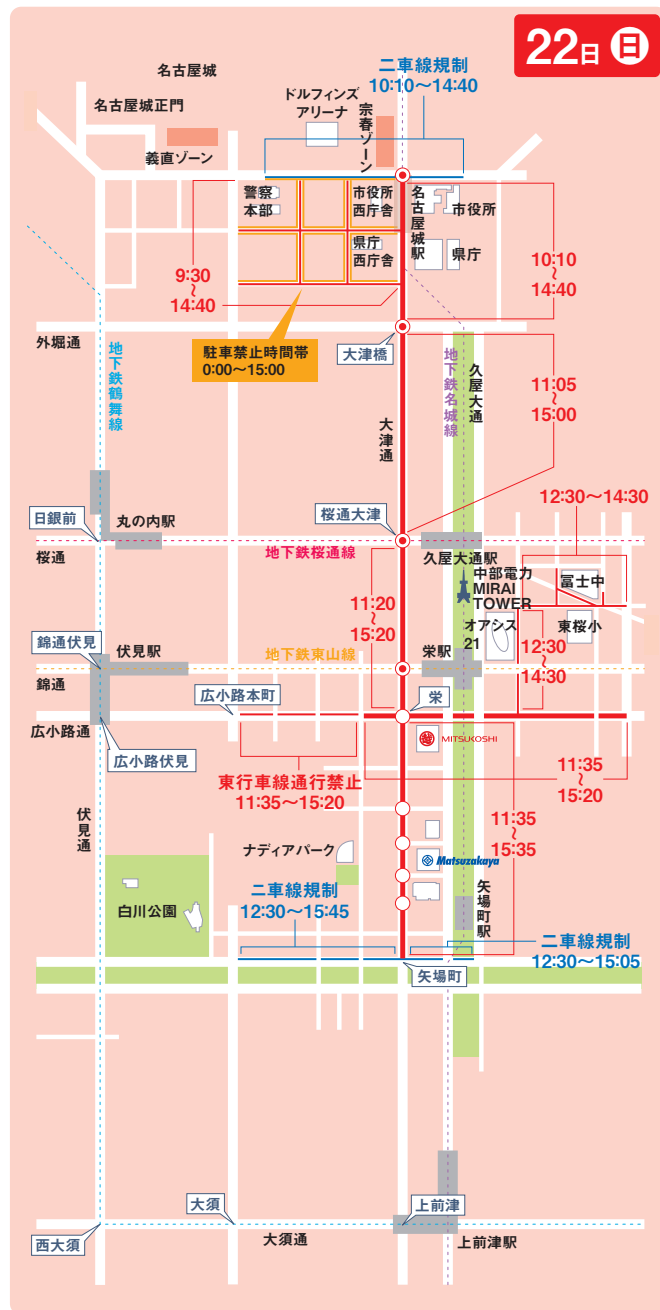 22日 日
名古屋城
二車線規制
10:10〜14:40
ドルフィンズ
アリーナ
名古屋城正門
宗春ゾーン
義直ゾーン
警察
本部
市役所
西庁舎
名古屋城駅
市役所
県庁
西庁舎
県庁
9:30
〜
14:40
10:10
〜
14:40
外堀通
駐車禁止時間帯
0:00〜15:00
大津橋
地下鉄鶴舞線
地下鉄名城線
久屋大通
大津通
11:05
〜
15:00
日銀前
丸の内駅
桜通大津
12:30〜14:30
桜通
地下鉄桜通線
久屋大通駅
中部電力
MIRAI
TOWER
冨士中
11:20
〜
15:20
オアシス
21
東桜小
錦通伏見
伏見駅
地下鉄東山線
栄駅
12:30
〜
14:30
錦通
広小路本町
栄
広小路通
広小路伏見
MITSUKOSHI
東行車線通行禁止
11:35〜15:20
11:35
〜
15:20
伏見通
11:35
〜
15:35
ナディアパーク
Matsuzakaya
白川公園
二車線規制
12:30〜15:45
矢場町駅
二車線規制
12:30〜15:05
矢場町
大須
上前津
西大須
大須通
上前津駅